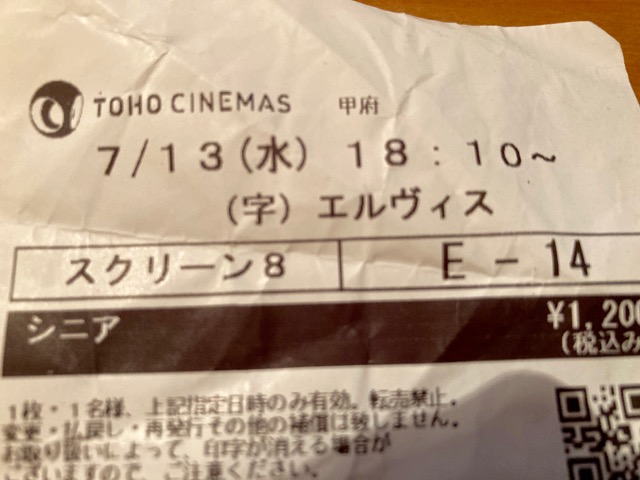 TOHO CINEMAS 甲府
7/13(水) 18:10~
(字) エルヴィス
スクリーン8 E-14
シニア ¥1,200
(税込み
1枚・1名様、上記指定日時のみ有効。転売禁止。
変更・払戻し・再発行その他の補償は致しません。
お取り扱いによって、印字が消える場合が
ございますので、ご注意ください。